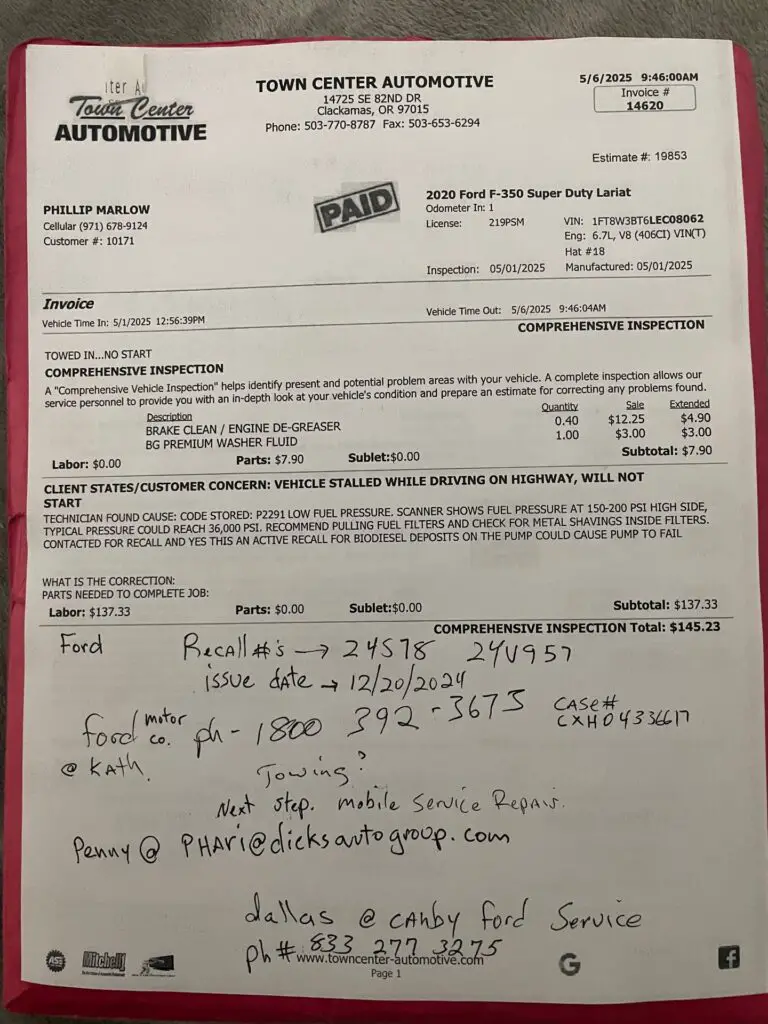 iter A
Town Center
AUTOMOTIVE
TOWN CENTER AUTOMOTIVE
14725 SE 82ND DR
Clackamas, OR 97015
Phone: 503-770-8787 Fax: 503-653-6294
5/6/2025 9:46:00AM
Invoice #
14620
Estimate #: 19853
PHILLIP MARLOW
Cellular (971) 678-9124
Customer #: 10171
PAID
2020 Ford F-350 Super Duty Lariat
Odometer In: 1
License: 219PSM
VIN: 1FT8W3BT6LEC08062
Eng: 6.7L, V8 (406CI) VIN(T)
Hat #18
Inspection: 05/01/2025 Manufactured: 05/01/2025
Invoice
Vehicle Time In: 5/1/2025 12:56:39PM
Vehicle Time Out: 5/6/2025 9:46:04AM
COMPREHENSIVE INSPECTION
TOWED IN...NO START
COMPREHENSIVE INSPECTION
A "Comprehensive Vehicle Inspection" helps identify present and potential problem areas with your vehicle. A complete inspection allows our
service personnel to provide you with an in-depth look at your vehicle's condition and prepare an estimate for correcting any problems found.
Description Quantity Sale Extended
BRAKE CLEAN / ENGINE DE-GREASER 0.40 $12.25 $4.90
BG PREMIUM WASHER FLUID 1.00 $3.00 $3.00
Labor: $0.00 Parts: $7.90 Sublet:$0.00 Subtotal: $7.90
CLIENT STATES/CUSTOMER CONCERN: VEHICLE STALLED WHILE DRIVING ON HIGHWAY, WILL NOT
START
TECHNICIAN FOUND CAUSE: CODE STORED: P2291 LOW FUEL PRESSURE. SCANNER SHOWS FUEL PRESSURE AT 150-200 PSI HIGH SIDE,
TYPICAL PRESSURE COULD REACH 36,000 PSI. RECOMMEND PULLING FUEL FILTERS AND CHECK FOR METAL SHAVINGS INSIDE FILTERS.
CONTACTED FOR RECALL AND YES THIS AN ACTIVE RECALL FOR BIODIESEL DEPOSITS ON THE PUMP COULD CAUSE PUMP TO FAIL
WHAT IS THE CORRECTION:
PARTS NEEDED TO COMPLETE JOB:
Labor: $137.33 Parts: $0.00 Sublet:$0.00 Subtotal: $137.33
COMPREHENSIVE INSPECTION Total: $145.23
Ford Recall #'s → 24S78 24V957
issue date → 12/20/2024
ford motor co. ph - 1800 392-3673 CASE#
CXH04336617
@ KATH. Towing?
Next step. mobile Service Repair.
Penny @ PHAri@dicksautogroup.com
dallas @ CANby ford Service
ph # 833 277 3275
ASE
Mitchell1
www.towncenter-automotive.com
Page 1
G
f